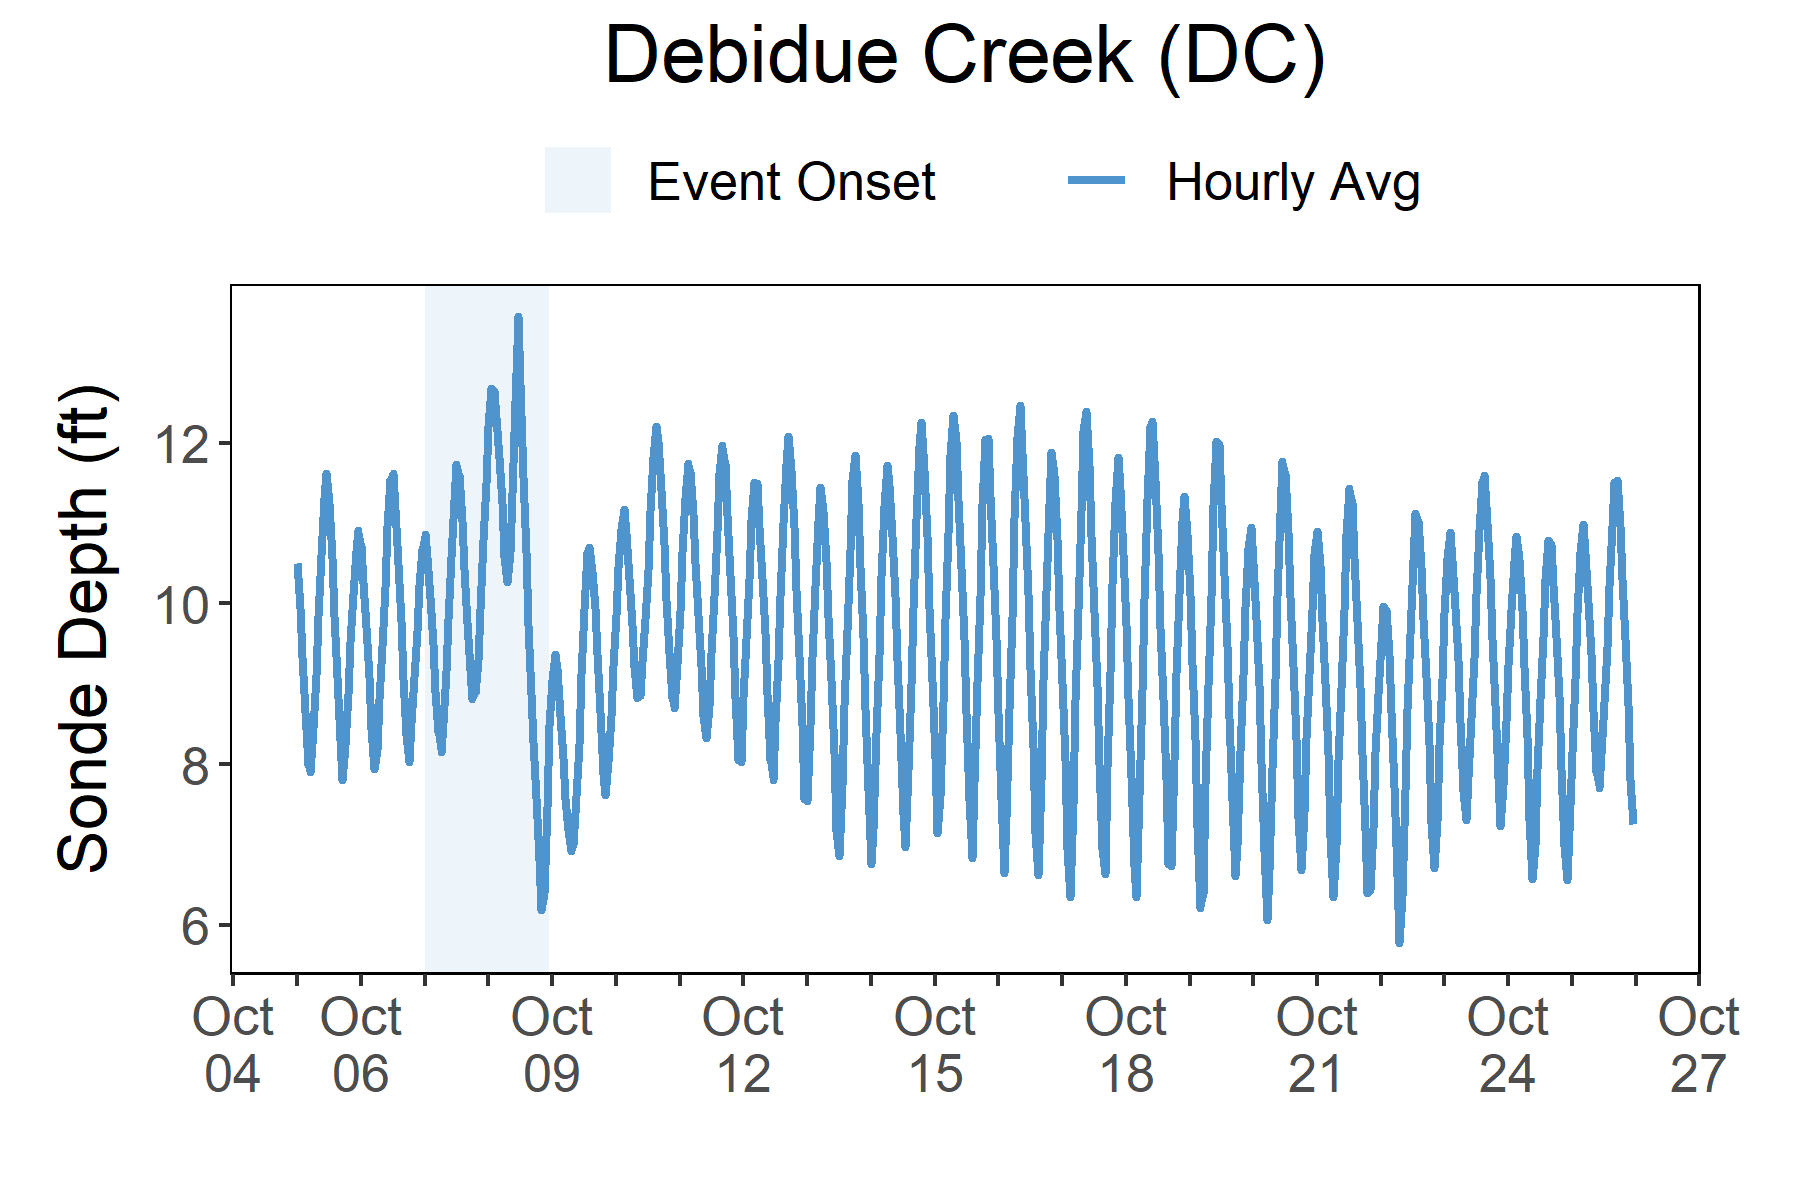 Debidue Creek (DC)
Event Onset Hourly Avg
Sonde Depth (ft)
12
10
8
6
Oct Oct Oct Oct Oct Oct Oct Oct Oct
04 06 09 12 15 18 21 24 27